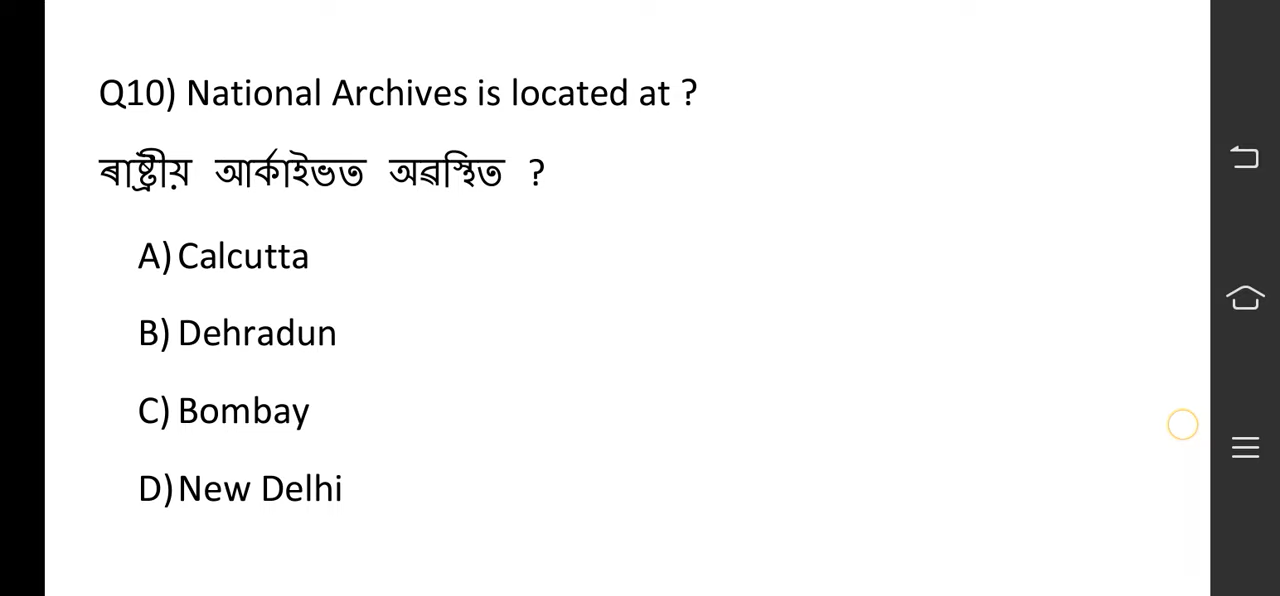 Q10) National Archives is located at ?
ৰাষ্ট্ৰীয় আৰ্কাইভত অৱস্থিত ?
A) Calcutta
B) Dehradun
C) Bombay
D) New Delhi